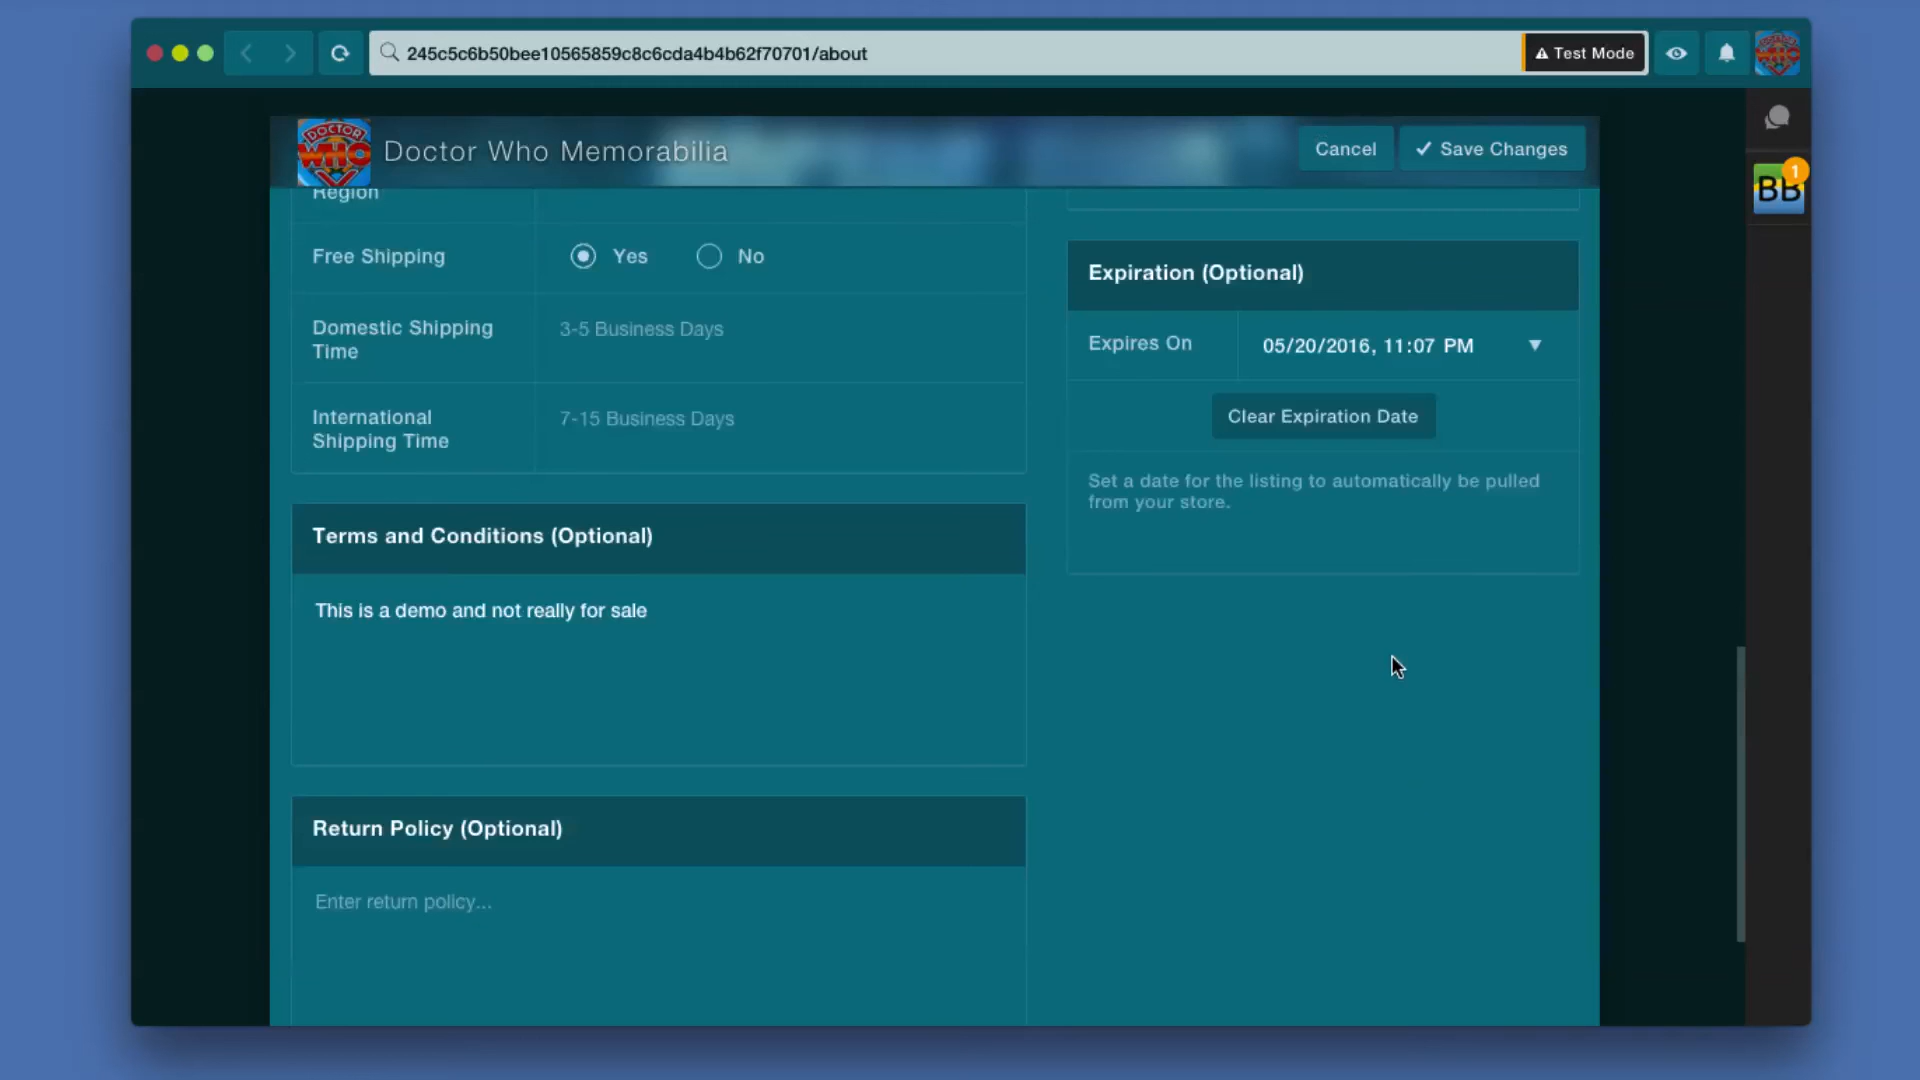 245c5c6b50bee10565859c8c6cda4b4b62f70701/about
Test Mode
DOCTOR
WHO
Doctor Who Memorabilia
Cancel
Save Changes
BB
1
Region
Free Shipping
Yes
No
Domestic Shipping
Time
3-5 Business Days
International
Shipping Time
7-15 Business Days
Terms and Conditions (Optional)
This is a demo and not really for sale
Return Policy (Optional)
Enter return policy...
Expiration (Optional)
Expires On
05/20/2016, 11:07 PM
Clear Expiration Date
Set a date for the listing to automatically be pulled
from your store.